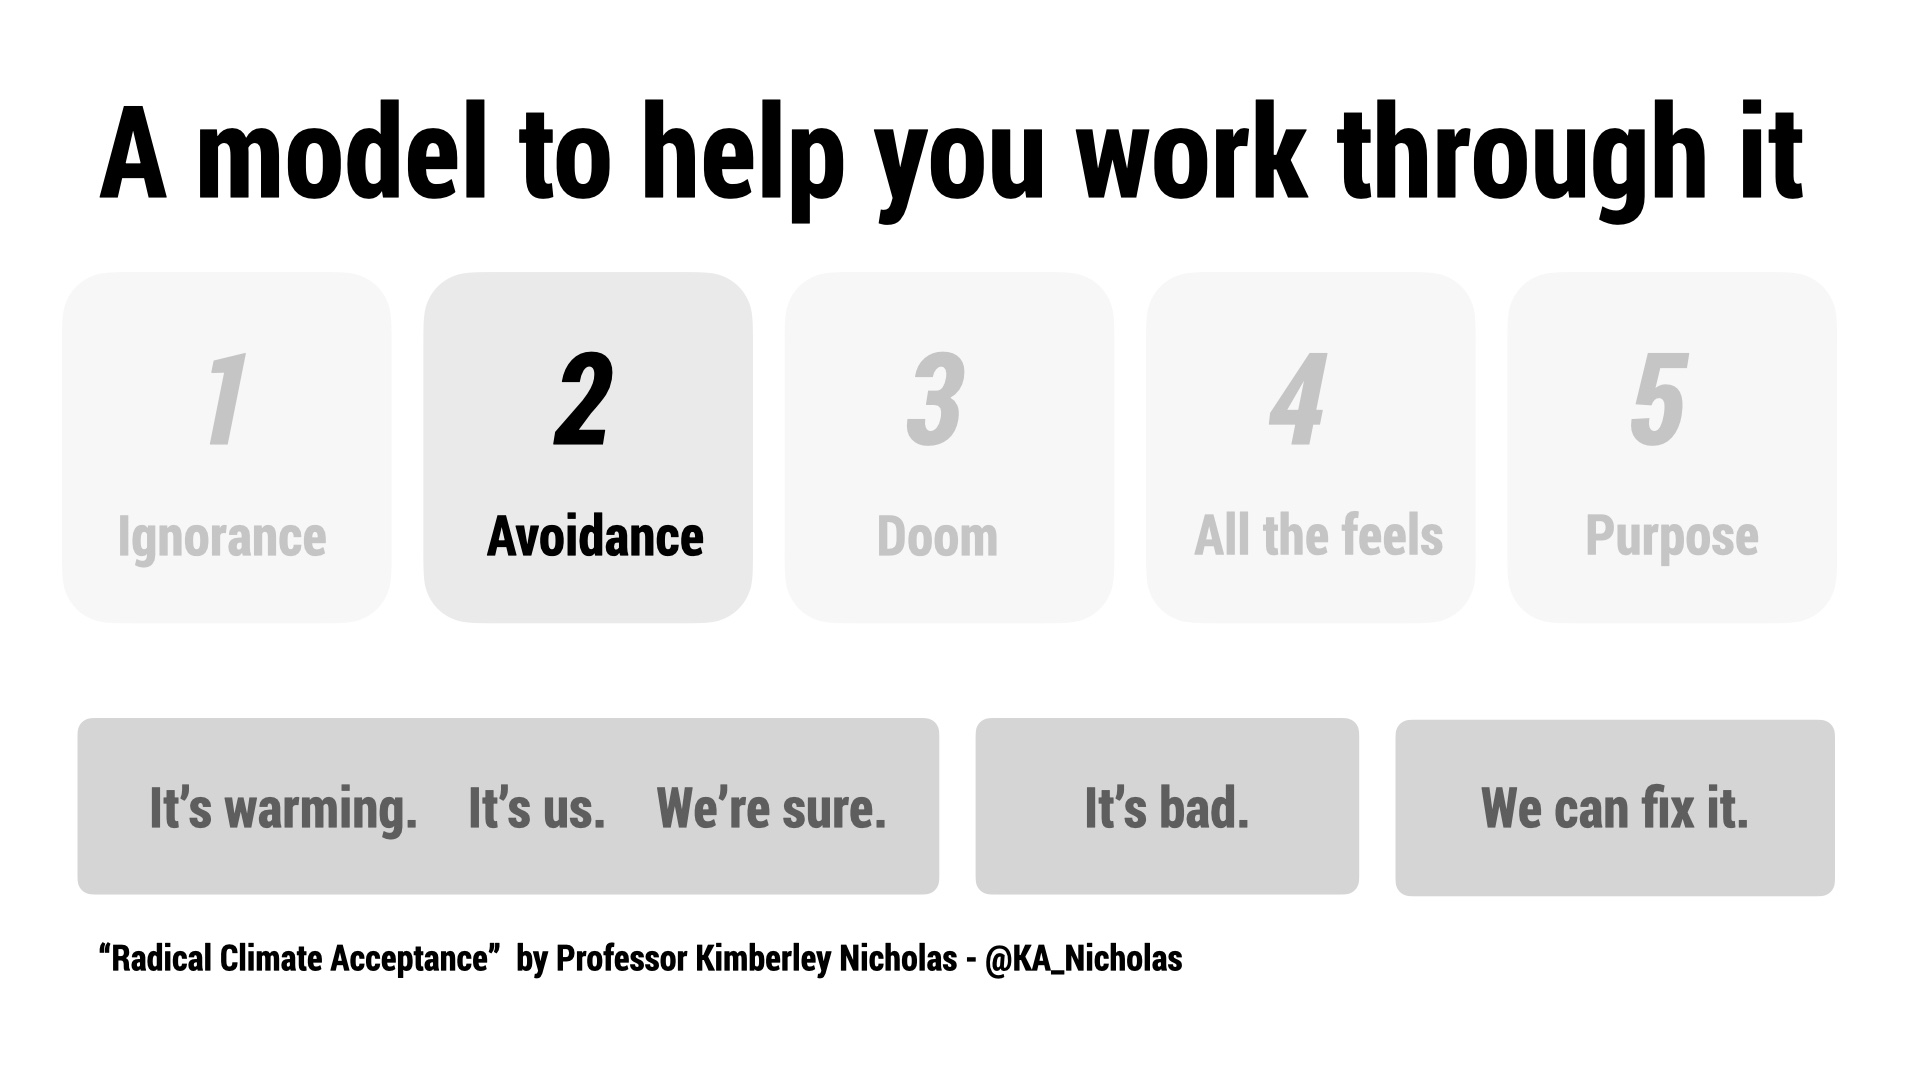 A model to help you work through it
1 2 3 4 5
Ignorance Avoidance Doom All the feels Purpose
It’s warming. It’s us. We’re sure. It’s bad. We can fix it.
“Radical Climate Acceptance” by Professor Kimberley Nicholas - @KA_Nicholas